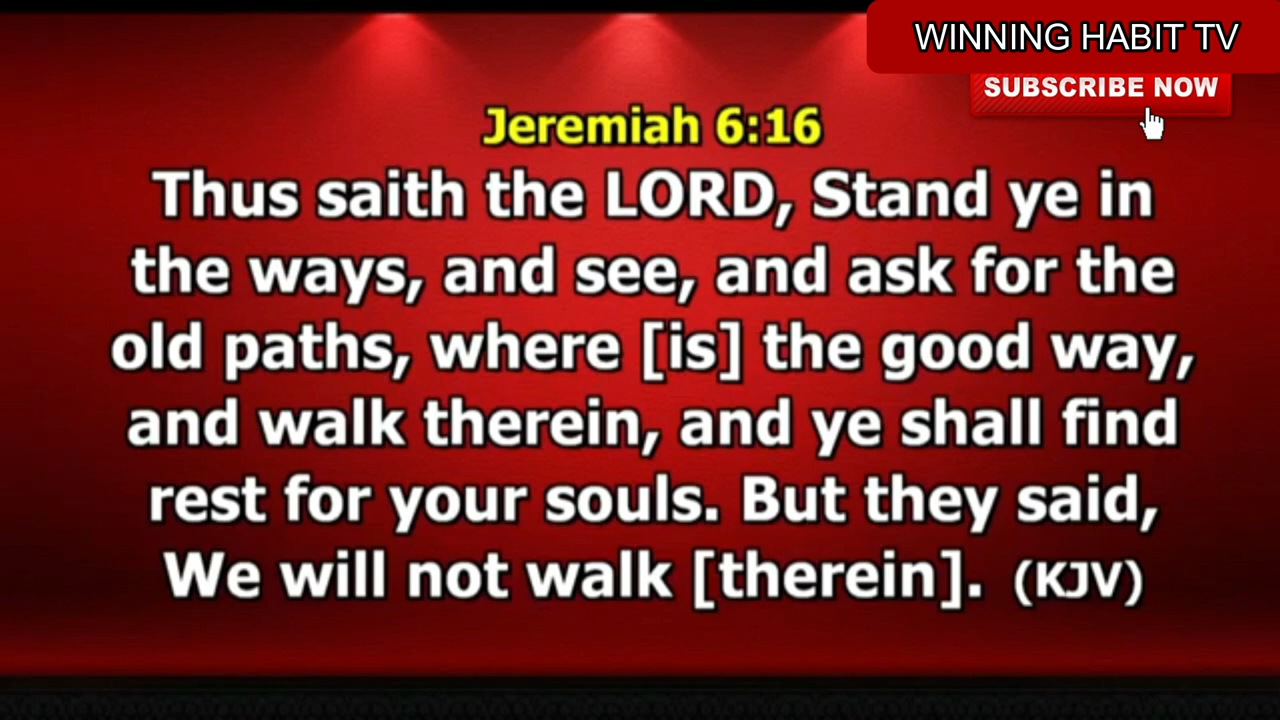 WINNING HABIT TV
SUBSCRIBE NOW
Jeremiah 6:16
Thus saith the LORD, Stand ye in
the ways, and see, and ask for the
old paths, where [is] the good way,
and walk therein, and ye shall find
rest for your souls. But they said,
We will not walk [therein]. (KJV)